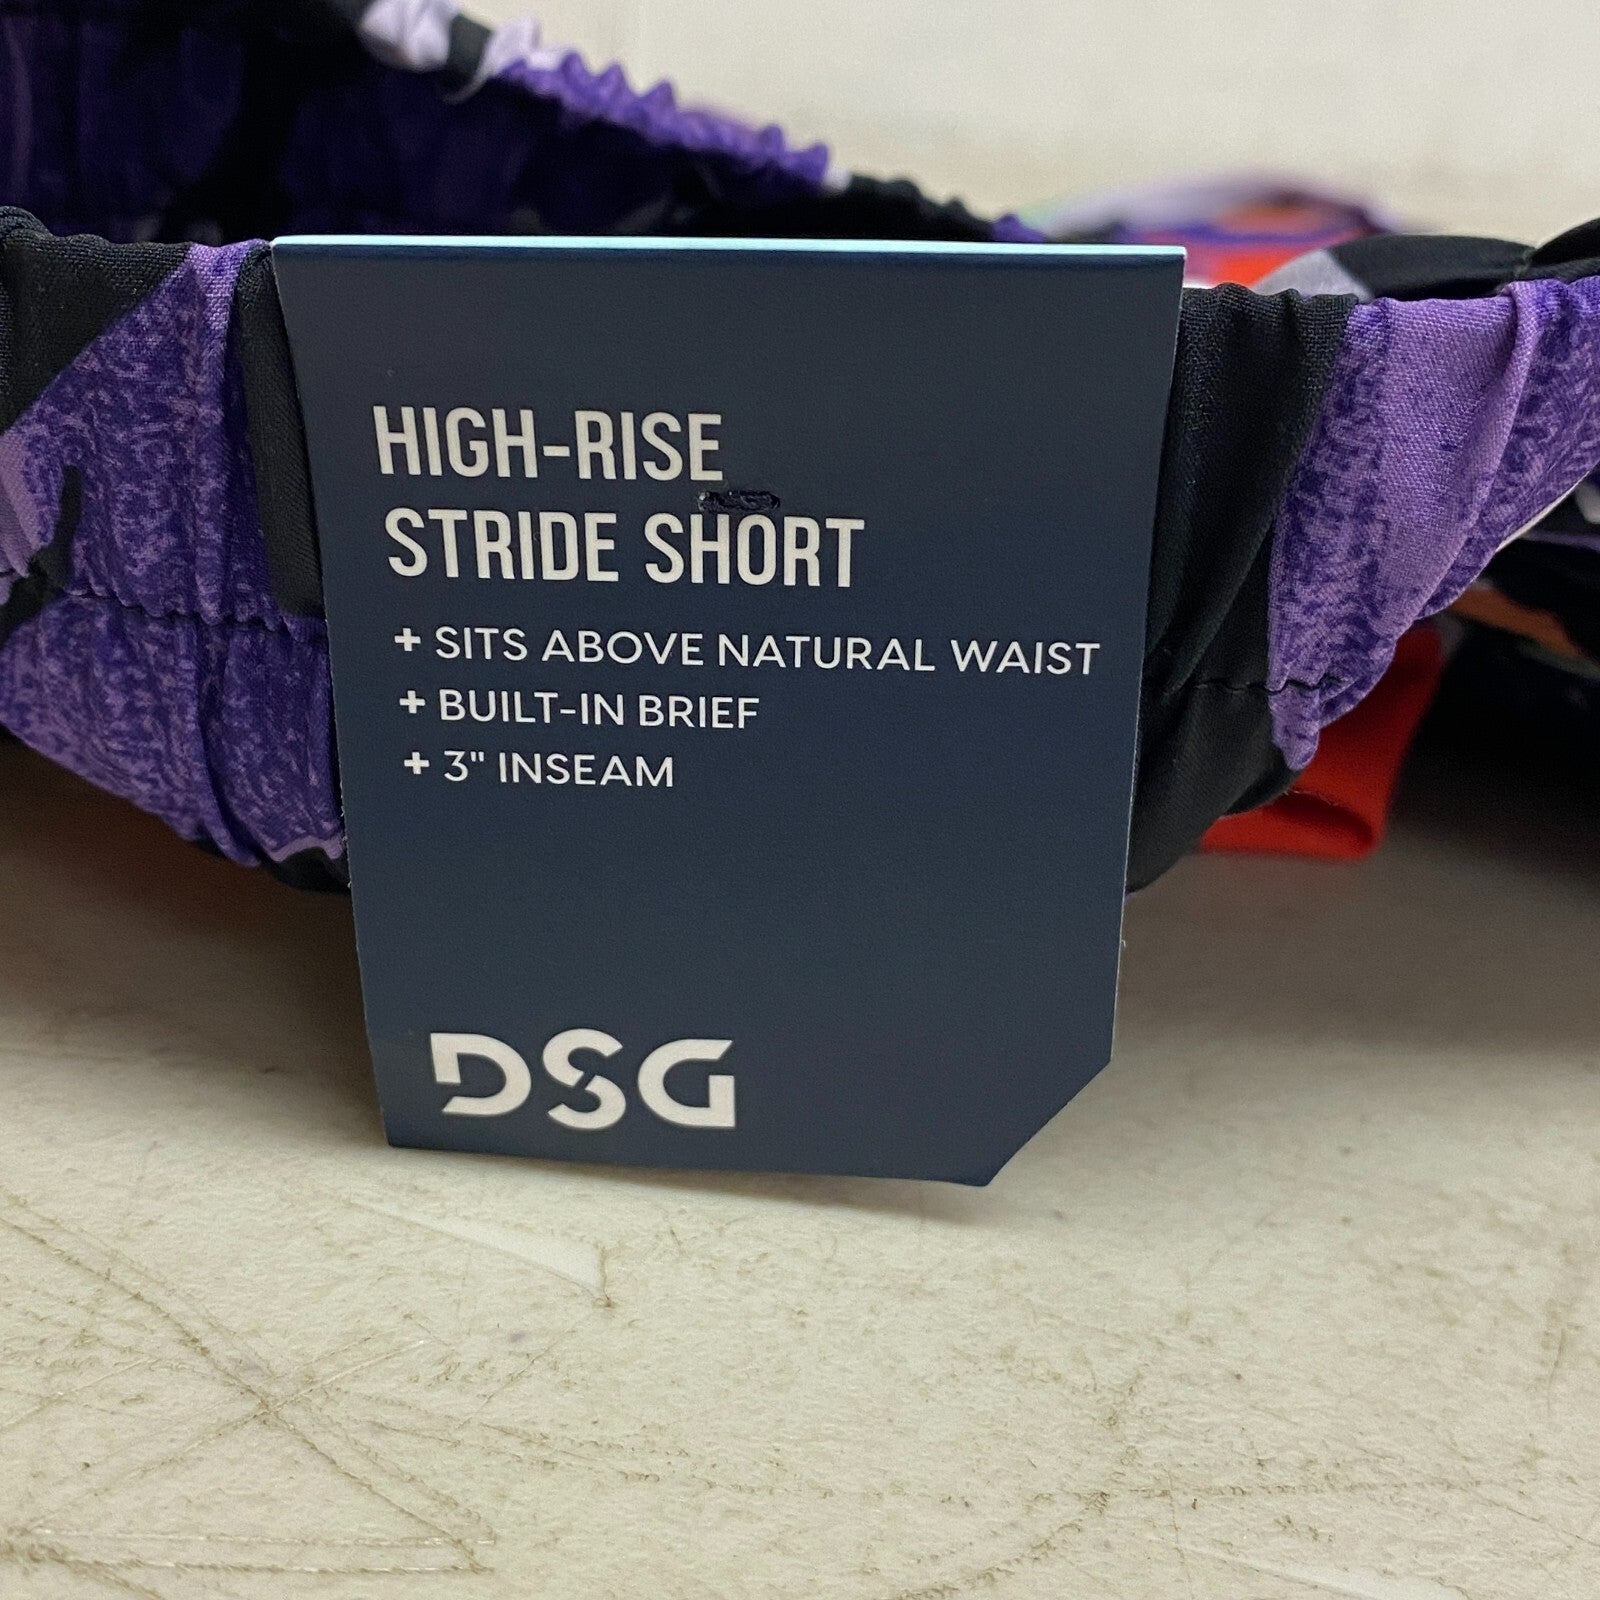 HIGH-RISE
STRIDE SHORT
+ SITS ABOVE NATURAL WAIST
+ BUILT-IN BRIEF
+ 3" INSEAM
DSG